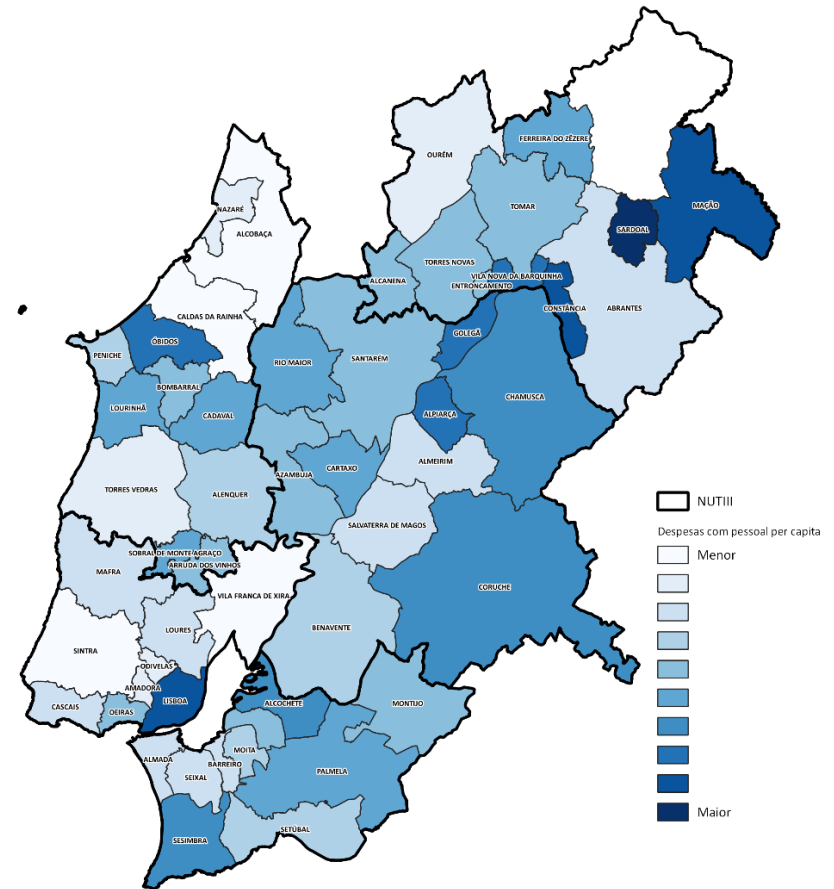 FERREIRA DO ZÊZERE
OURÉM
MAÇÃO
TOMAR
NAZARÉ
SARDOAL
ALCOBAÇA
TORRES NOVAS
VILA NOVA DA BARQUINHA
ALCANENA
ENTRONCAMENTO
CONSTÂNCIA
ABRANTES
CALDAS DA RAINHA
GOLEGÃ
ÓBIDOS
PENICHE
RIO MAIOR
SANTARÉM
BOMBARRAL
CHAMUSCA
LOURINHÃ
CADAVAL
ALPIARÇA
ALMEIRIM
AZAMBUJA
CARTAXO
TORRES VEDRAS
ALENQUER
NUTIII
SALVATERRA DE MAGOS
Despesas com pessoal per capita
SOBRAL DE MONTE AGRAÇO
Menor
ARRUDA DOS VINHOS
MAFRA
CORUCHE
VILA FRANCA DE XIRA
BENAVENTE
LOURES
SINTRA
ODIVELAS
AMADORA
LISBOA
ALCOCHETE
MONTIJO
CASCAIS
OEIRAS
MOITA
ALMADA
BARREIRO
PALMELA
SEIXAL
Maior
SETÚBAL
SESIMBRA